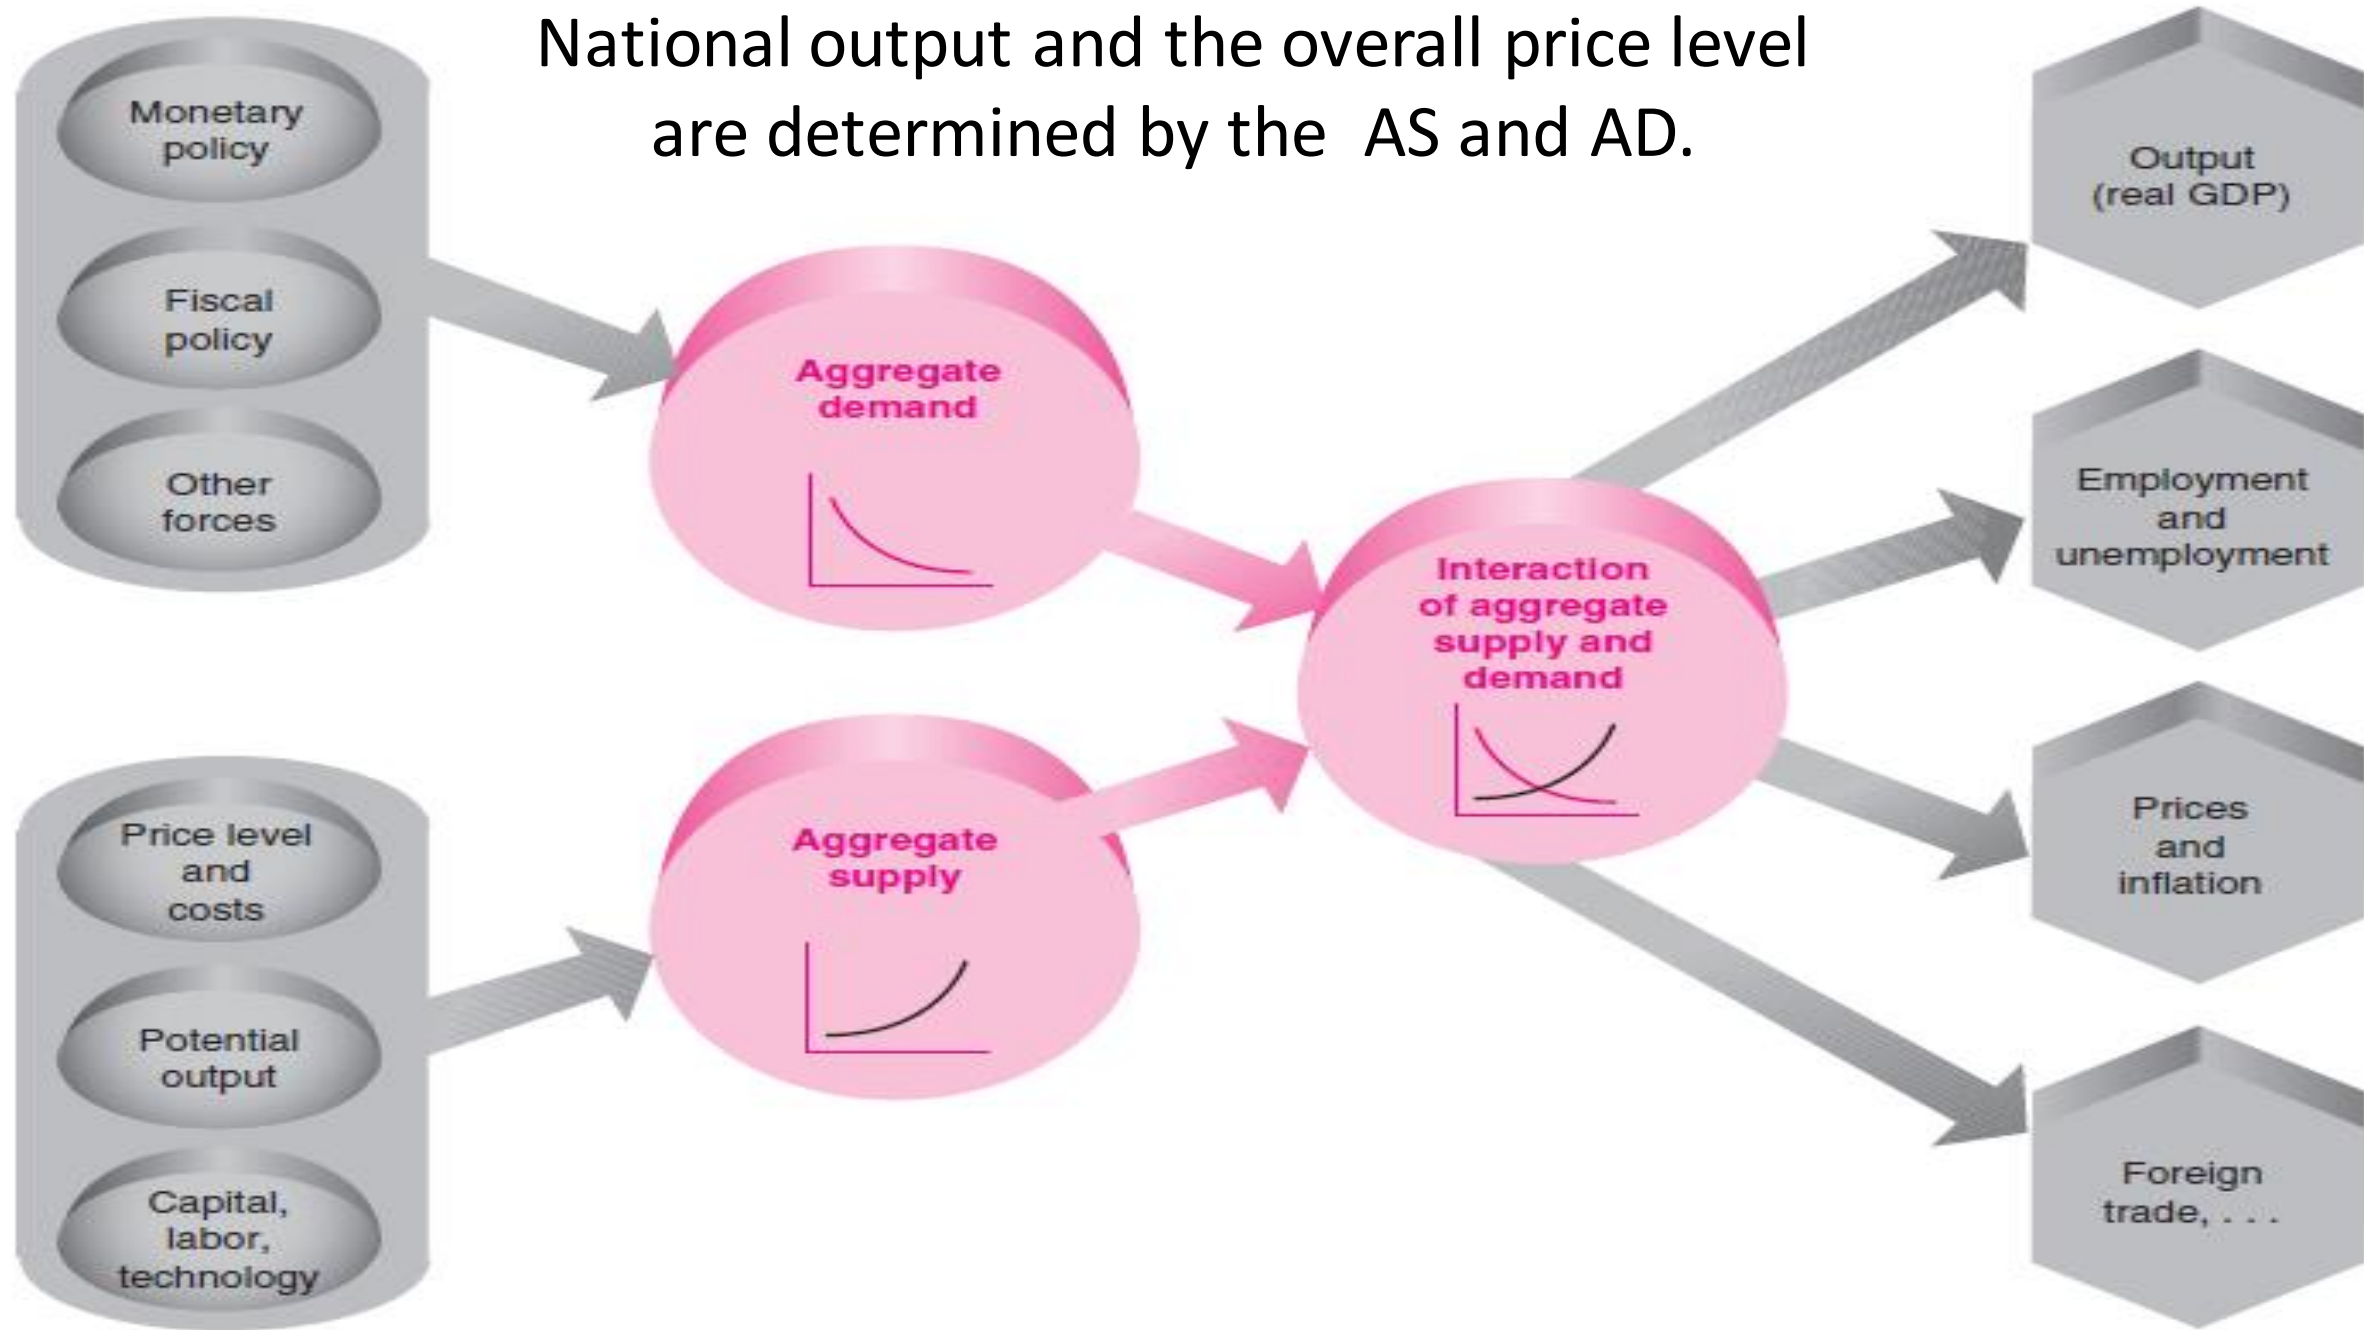 National output and the overall price level
are determined by the  AS and AD.
Monetary
policy
Fiscal
policy
Other
forces
Price level
and
costs
Potential
output
Capital,
labor,
technology
Aggregate
demand
Aggregate
supply
Interaction
of aggregate
supply and
demand
Output
(real GDP)
Employment
and
unemployment
Prices
and
inflation
Foreign
trade, . . .